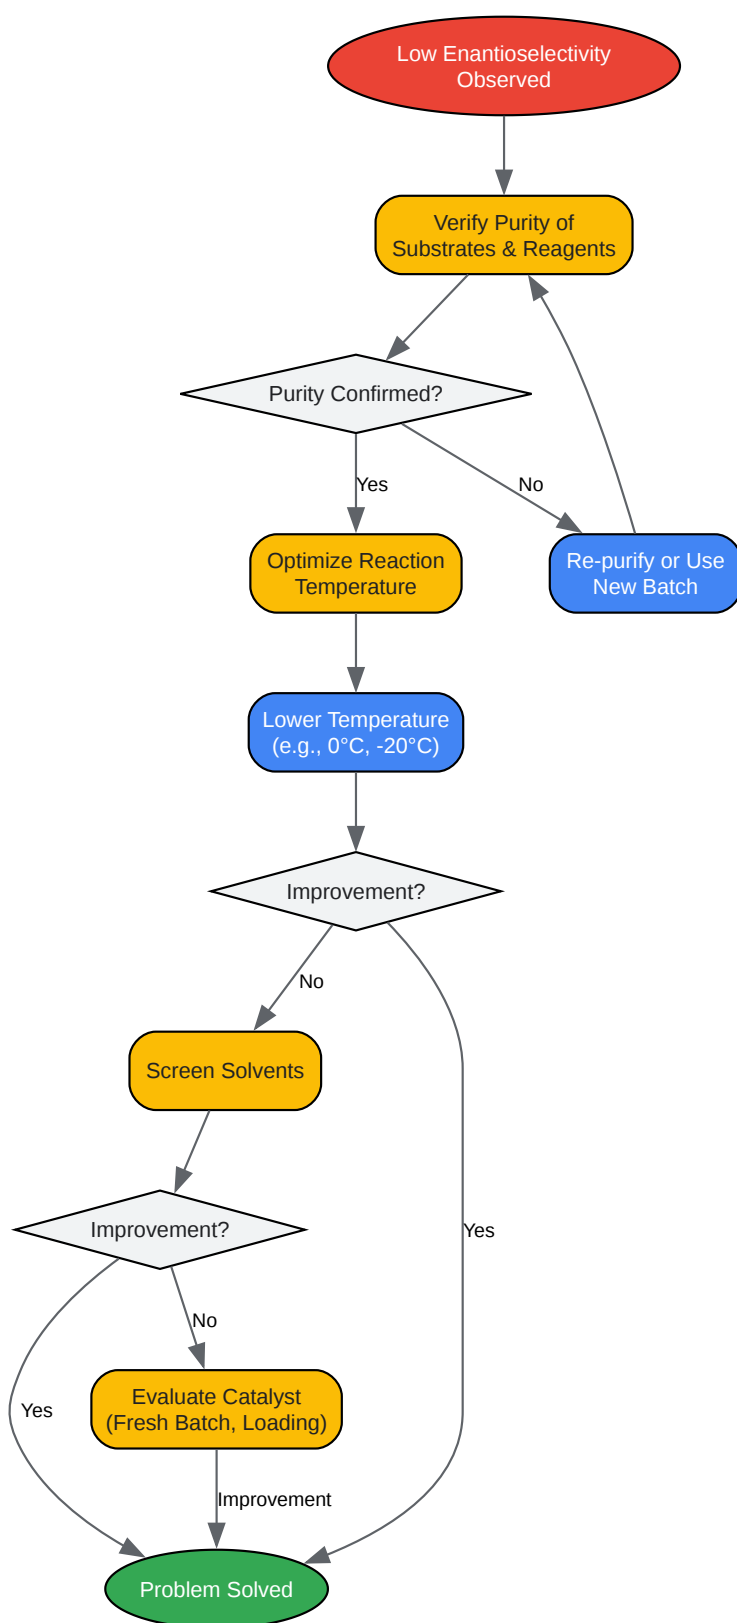 Low Enantioselectivity
Observed
Verify Purity of
Substrates & Reagents
Purity Confirmed?
Yes
No
Optimize Reaction
Temperature
Re-purify or Use
New Batch
Lower Temperature
(e.g., 0°C, -20°C)
Improvement?
No
Screen Solvents
Improvement?
Yes
No
Evaluate Catalyst
(Fresh Batch, Loading)
Yes
Improvement
Problem Solved